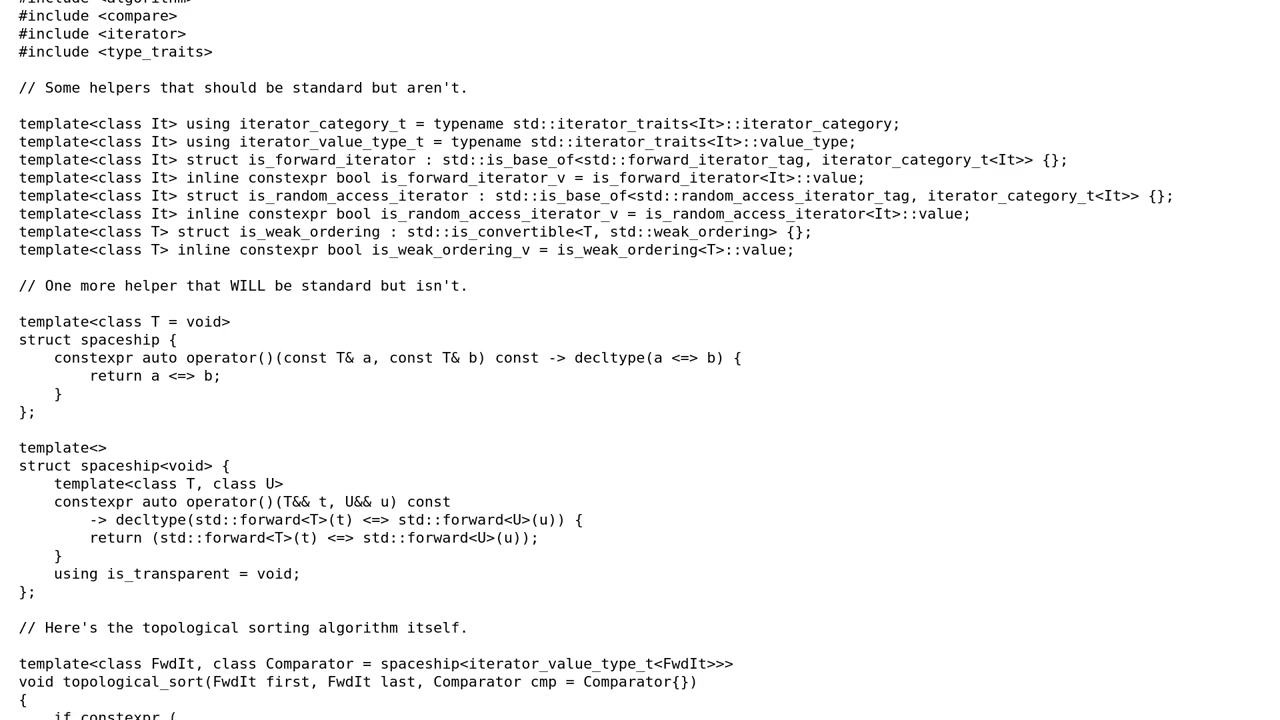 #include <algorithm>
#include <compare>
#include <iterator>
#include <type_traits>
// Some helpers that should be standard but aren't.
template<class It> using iterator_category_t = typename std::iterator_traits<It>::iterator_category;
template<class It> using iterator_value_type_t = typename std::iterator_traits<It>::value_type;
template<class It> struct is_forward_iterator : std::is_base_of<std::forward_iterator_tag, iterator_category_t<It>> {};
template<class It> inline constexpr bool is_forward_iterator_v = is_forward_iterator<It>::value;
template<class It> struct is_random_access_iterator : std::is_base_of<std::random_access_iterator_tag, iterator_category_t<It>> {};
template<class It> inline constexpr bool is_random_access_iterator_v = is_random_access_iterator<It>::value;
template<class T> struct is_weak_ordering : std::is_convertible<T, std::weak_ordering> {};
template<class T> inline constexpr bool is_weak_ordering_v = is_weak_ordering<T>::value;
// One more helper that WILL be standard but isn't.
template<class T = void>
struct spaceship {
    constexpr auto operator()(const T& a, const T& b) const -> decltype(a <=> b) {
        return a <=> b;
    }
};
template<>
struct spaceship<void> {
    template<class T, class U>
    constexpr auto operator()(T&& t, U&& u) const
        -> decltype(std::forward<T>(t) <=> std::forward<U>(u)) {
        return (std::forward<T>(t) <=> std::forward<U>(u));
    }
    using is_transparent = void;
};
// Here's the topological sorting algorithm itself.
template<class FwdIt, class Comparator = spaceship<iterator_value_type_t<FwdIt>>>
void topological_sort(FwdIt first, FwdIt last, Comparator cmp = Comparator{})
{
    if constexpr (